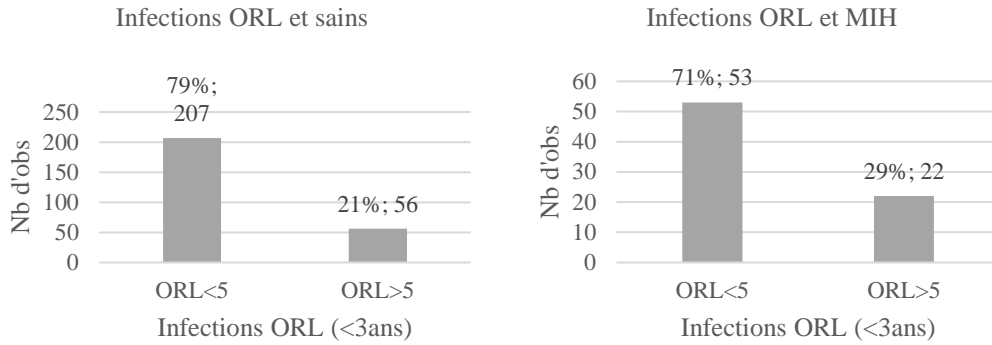 Infections ORL et sains
79%;
207
21%; 56
250
200
150
100
50
0
Nb d'obs
ORL<5
ORL>5
Infections ORL (<3ans)
Infections ORL et MIH
71%; 53
29%; 22
60
50
40
30
20
10
0
Nb d'obs
ORL<5
ORL>5
Infections ORL (<3ans)